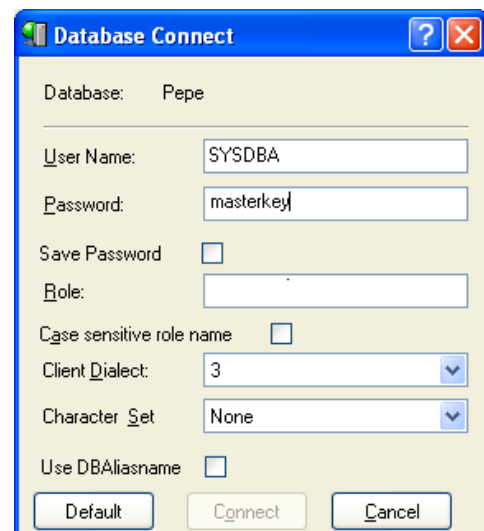 Database Connect
Database: Pepe
User Name: SYSDBA
Password: masterkey
Save Password
Role:
Case sensitive role name
Client Dialect: 3
Character Set None
Use DBAliasname
Default Connect Cancel